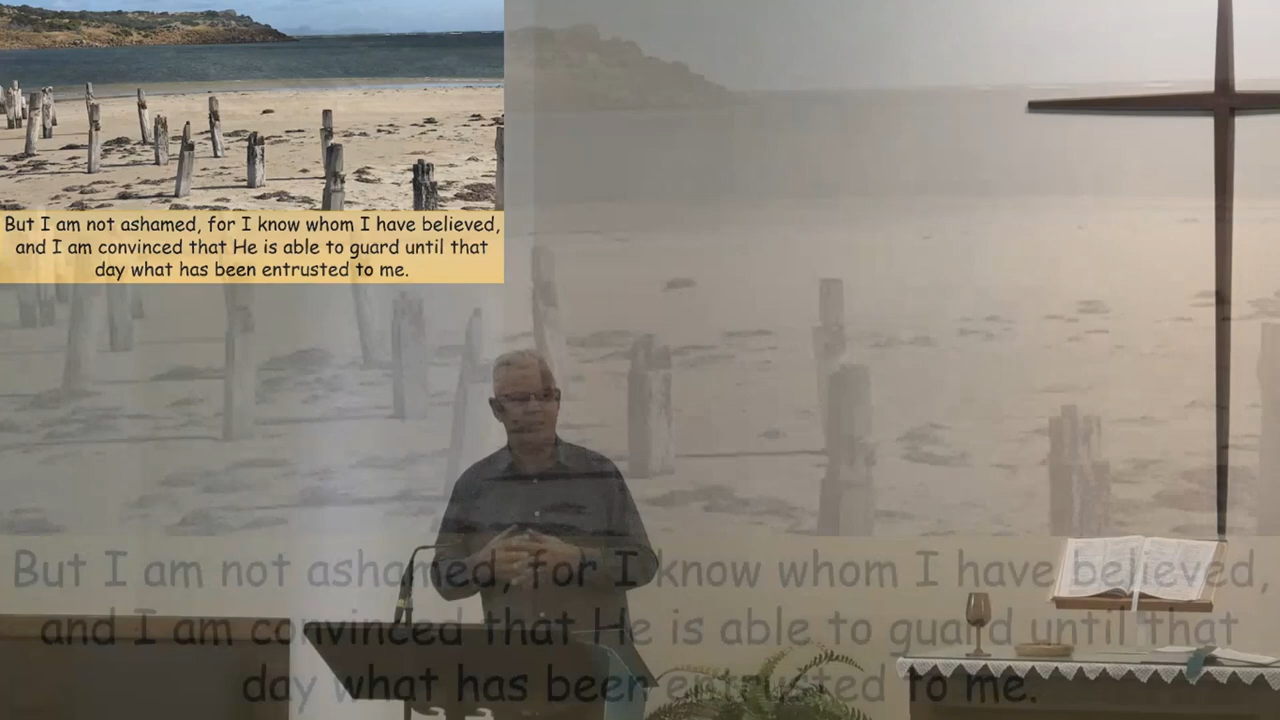 But I am not ashamed, for I know whom I have believed,
and I am convinced that He is able to guard until that
day what has been entrusted to me.
But I am not ashamed, for I know whom I have believed,
and I am convinced that He is able to guard until that
day what has been entrusted to me.